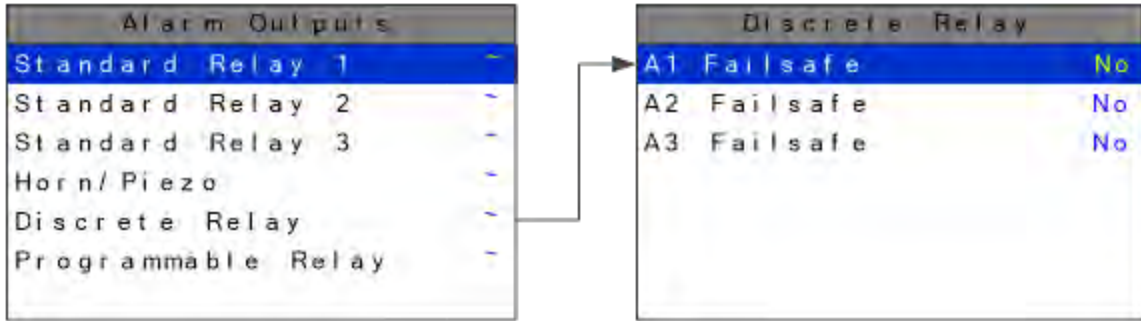 Alarm Outputs
Standard Relay 1 ~
Standard Relay 2 ~
Standard Relay 3 ~
Horn/Piezo ~
Discrete Relay ~
Programmable Relay ~
Discrete Relay
A1 Failsafe No
A2 Failsafe No
A3 Failsafe No